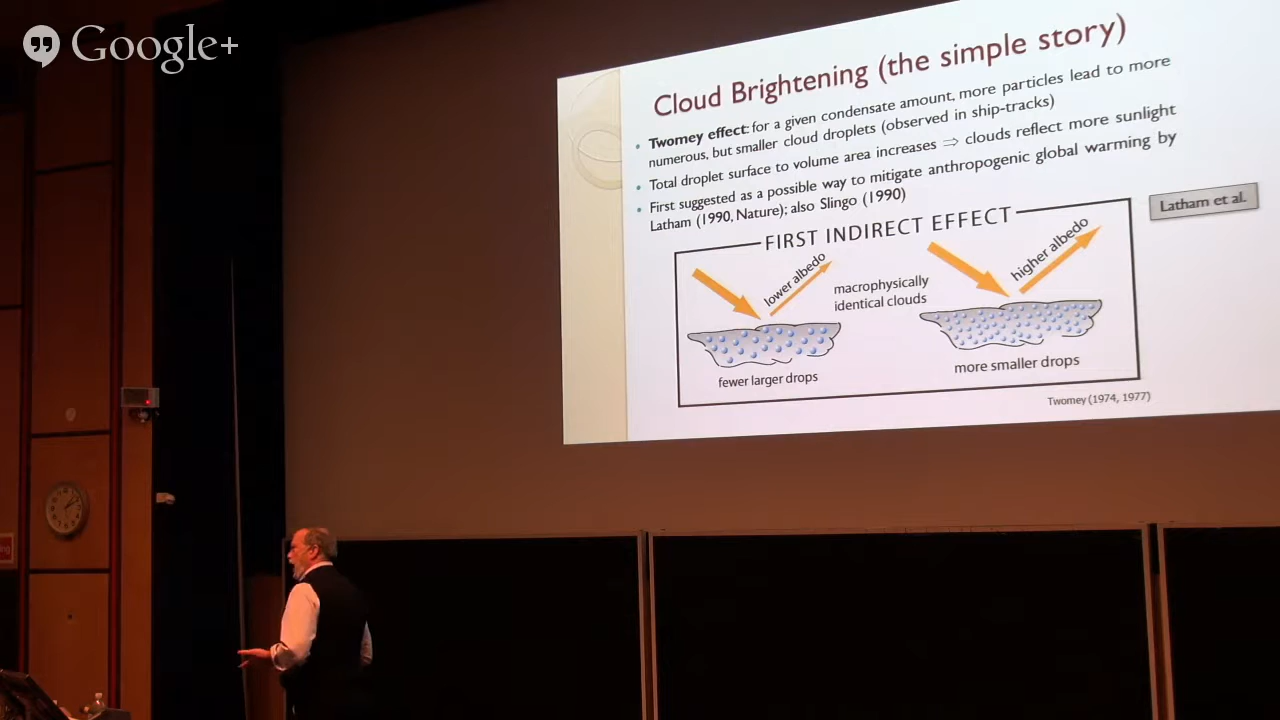 Google+
Cloud Brightening (the simple story)
• Twomey effect: for a given condensate amount, more particles lead to more
numerous, but smaller cloud droplets (observed in ship-tracks)
• Total droplet surface to volume area increases ⇒ clouds reflect more sunlight
• First suggested as a possible way to mitigate anthropogenic global warming by
Latham (1990, Nature); also Slingo (1990)
Latham et al.
FIRST INDIRECT EFFECT
lower albedo
macrophysically
identical clouds
higher albedo
fewer larger drops
more smaller drops
Twomey (1974, 1977)